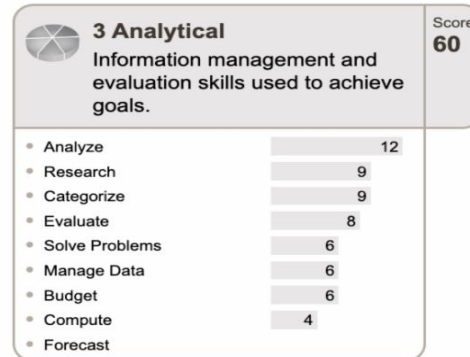 3 Analytical
Information management and
evaluation skills used to achieve
goals.
Score
60
• Analyze 12
• Research 9
• Categorize 9
• Evaluate 8
• Solve Problems 6
• Manage Data 6
• Budget 6
• Compute 4
• Forecast